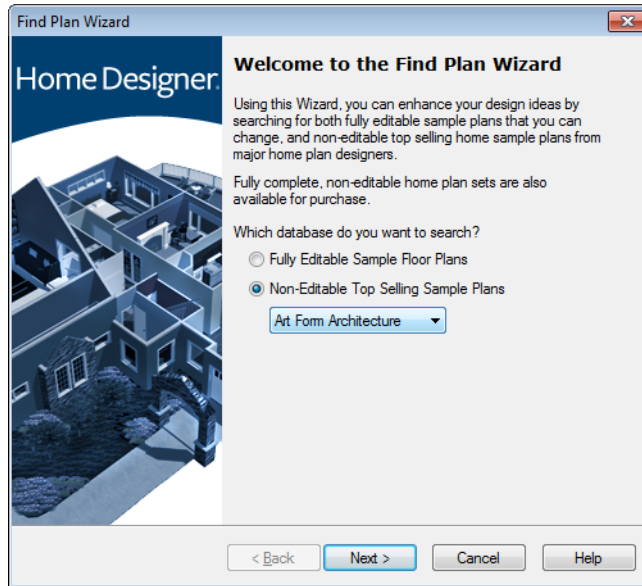 Find Plan Wizard
Home Designer.
Welcome to the Find Plan Wizard
Using this Wizard, you can enhance your design ideas by
searching for both fully editable sample plans that you can
change, and non-editable top selling home sample plans from
major home plan designers.
Fully complete, non-editable home plan sets are also
available for purchase.
Which database do you want to search?
Fully Editable Sample Floor Plans
Non-Editable Top Selling Sample Plans
Art Form Architecture
< Back
Next >
Cancel
Help